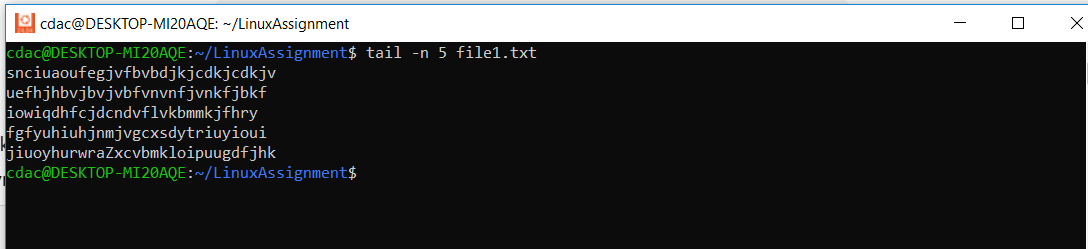 cdac@DESKTOP-MI20AQE: ~/LinuxAssignment
cdac@DESKTOP-MI20AQE:~/LinuxAssignment$ tail -n 5 file1.txt
snciuaoufegjvfbvbdjkjcdkjcdkjv
uefhjhbvjbvjvbfvnvnfjvnkfjbkf
iowiqdhfcjdcndvflvkbmmkjfhry
fgfyuhiuhjnmjvgcxsdytriuyioui
jiuoyhurwraZxcvbmkloipuugdfjhk
cdac@DESKTOP-MI20AQE:~/LinuxAssignment$